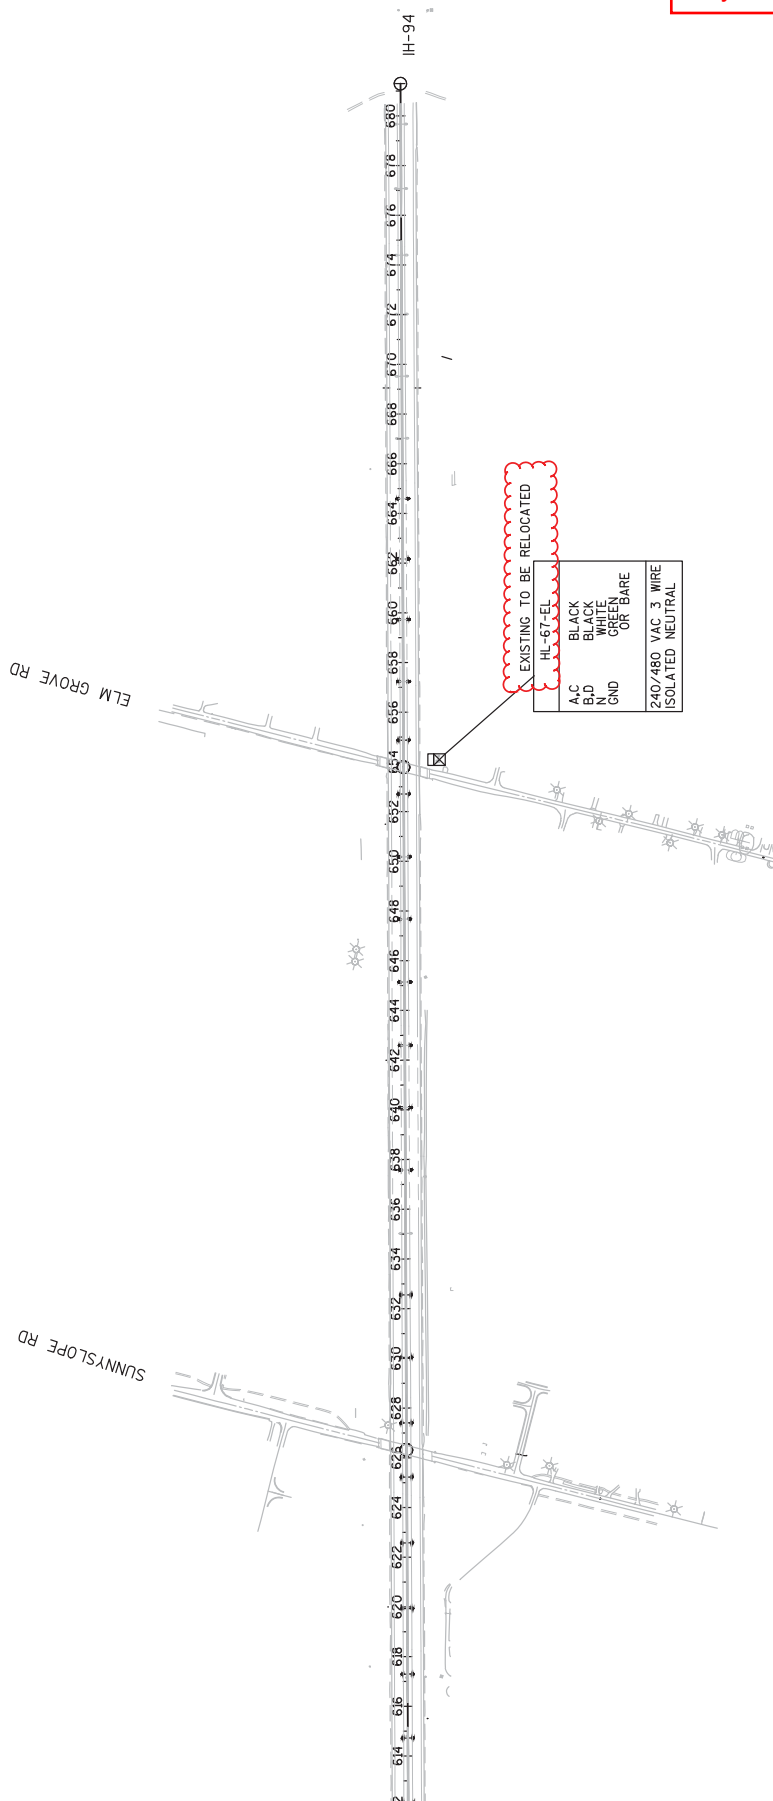 IH-94
680
678
676
674
672
670
668
666
664
662
660
658
656
654
652
650
648
646
644
642
640
638
636
634
632
630
628
626
624
622
620
618
616
614
ELM GROVE RD
SUNNYSLOPE RD
EXISTING TO BE RELOCATED
HL-67-EL
A,C BLACK
B,D BLACK
N WHITE
GND GREEN
OR BARE
240/480 VAC 3 WIRE
ISOLATED NEUTRAL